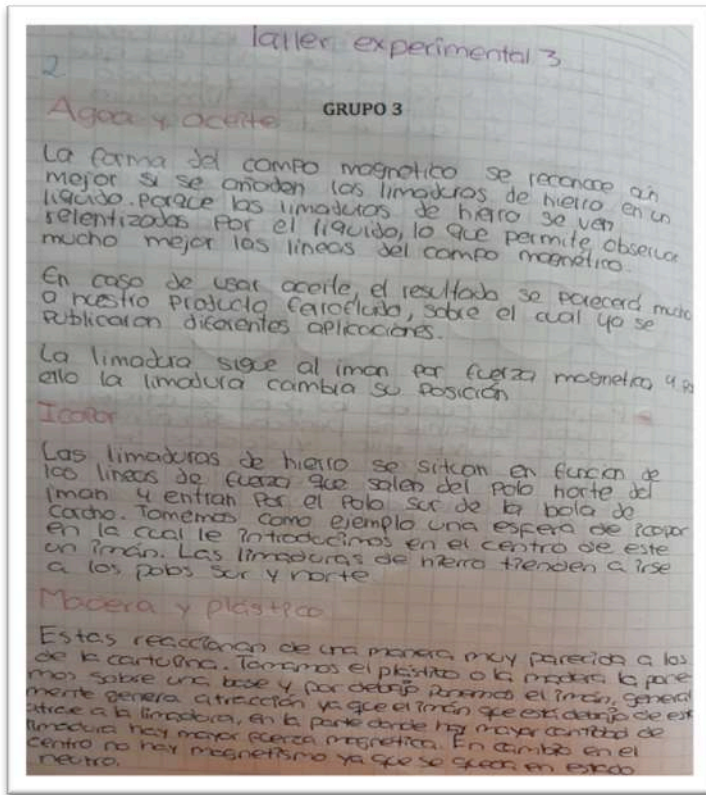 Taller experimental 3
2
Agua y aceite
GRUPO 3
La forma del campo magnetico se reconoce aún
mejor si se añaden las limaduras de hierro en un
liquido. Porque las limaduras de hierro se ven
relentizadas por el liquido, lo que permite observar
mucho mejor las lineas del campo magnetico.
En caso de usar aceite, el resultado se parecerá mucho
a nuestro producto ferrofluido, sobre el cual ya se
publicaron diferentes aplicaciones.
La limadura sigue al iman por fuerza magnetica y
ello la limadura cambia su posición
Icopor
Las limaduras de hierro se sitúan en función de
las lineas de fuerza que salen del polo norte del
iman y entran por el polo sur de la bola de
corcho. Tomemos como ejemplo una esfera de icopor
en la cual le introducimos en el centro de este
un imán. Las limaduras de hierro tienden a irse
a los polos sur y norte
Madera y plástico
Estas reaccionan de una manera muy parecida a los
de la cartulina. Tomamos el plástico o la madera la pone
mos sobre una base y por debajo ponemos el imán, general
mente genera atracción ya que el imán que está debajo de este
atrae a la limadura, en la parte donde hay mayor cantidad de
limadura hay mayor fuerza magnética. En cambio en el
centro no hay magnetismo ya que se queda en estado
neutro.